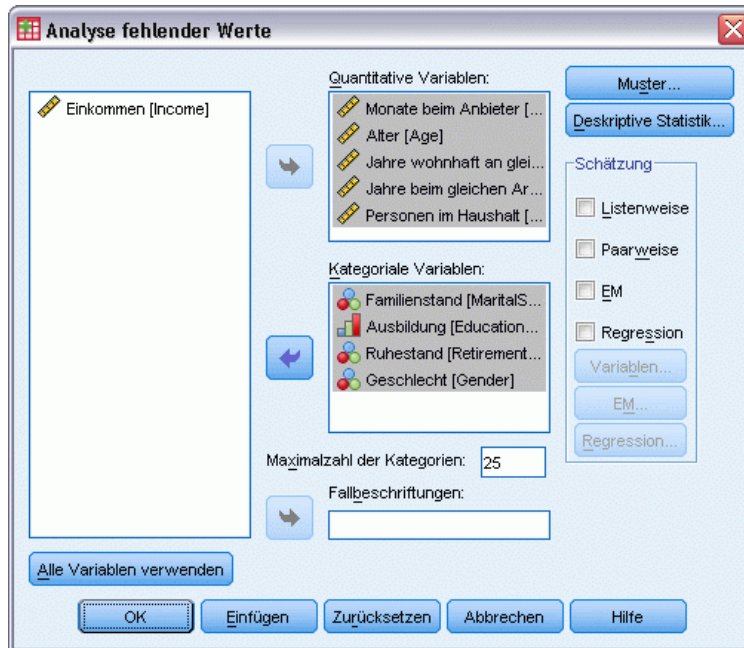 Analyse fehlender Werte
Einkommen [Income]
Quantitative Variablen:
Monate beim Anbieter [...
Alter [Age]
Jahre wohnhaft an glei...
Jahre beim gleichen Ar...
Personen im Haushalt [...
Kategoriale Variablen:
Familienstand [MaritalS...
Ausbildung [Education...
Ruhestand [Retirement...
Geschlecht [Gender]
Maximalzahl der Kategorien: 25
Fallbeschriftungen:
Muster...
Deskriptive Statistik...
Schätzung
Listenweise
Paarweise
EM
Regression
Variablen...
EM...
Regression...
Alle Variablen verwenden
OK Einfügen Zurücksetzen Abbrechen Hilfe